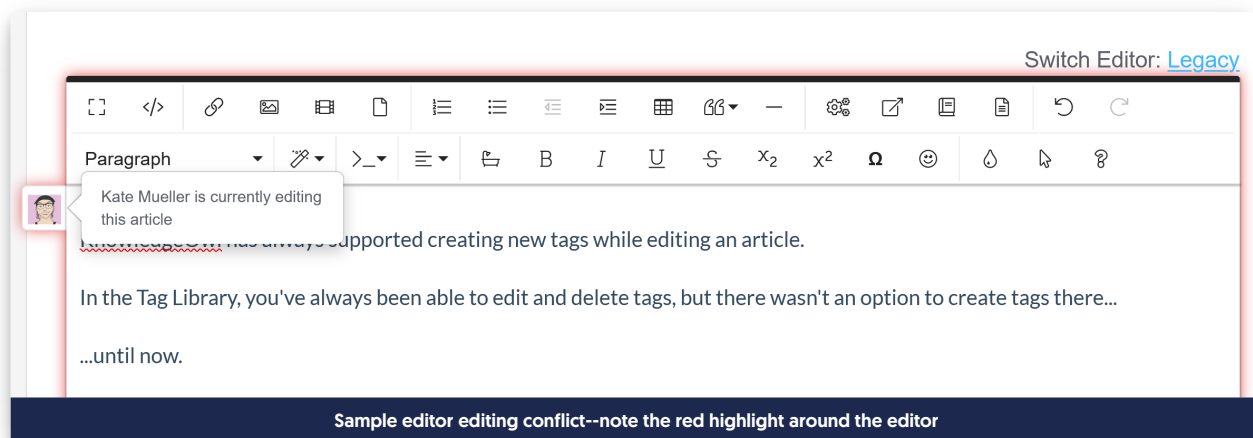 Switch Editor: Legacy
Paragraph
B I U S X₂ X² Ω
Kate Mueller is currently editing
this article
KnowledgeOwl has always supported creating new tags while editing an article.
In the Tag Library, you've always been able to edit and delete tags, but there wasn't an option to create tags there...
...until now.
Sample editor editing conflict--note the red highlight around the editor